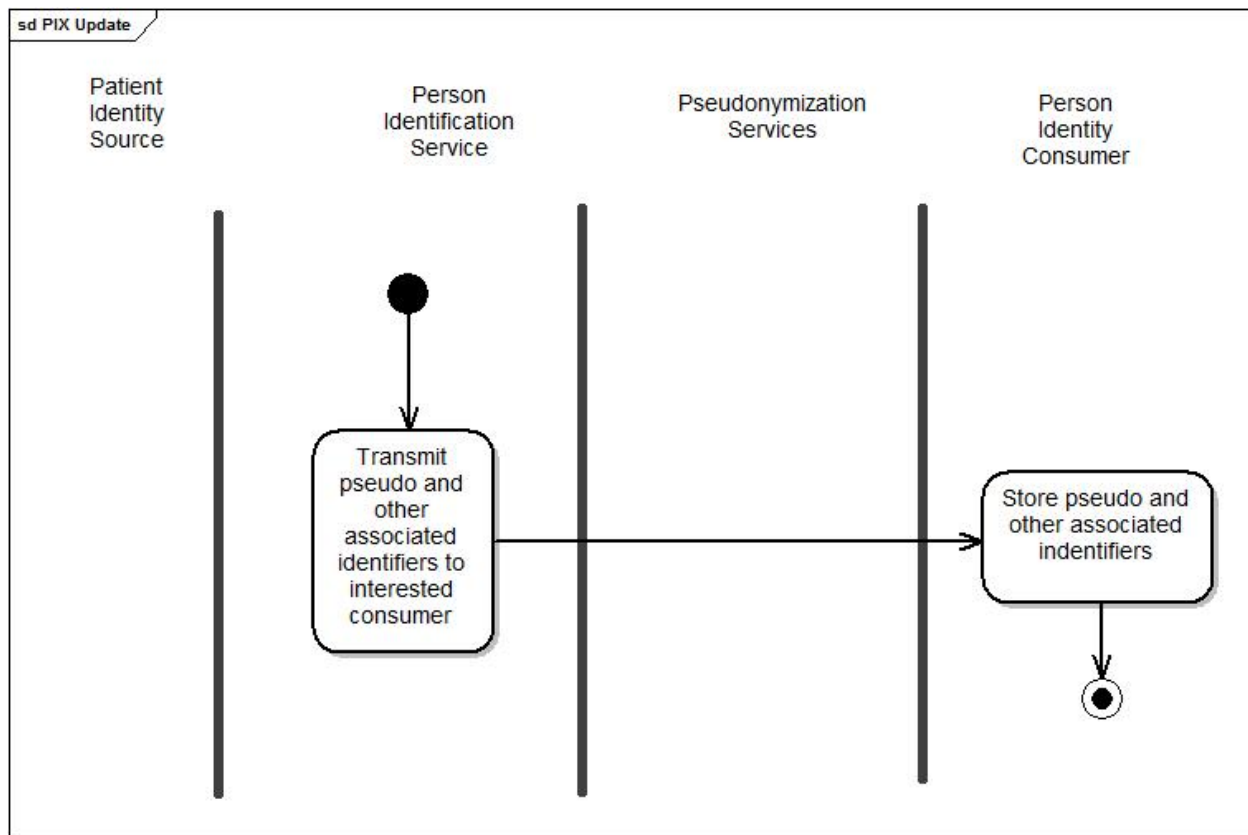 sd PIX Update
Patient
Identity
Source
Person
Identification
Service
Pseudonymization
Services
Person
Identity
Consumer
Transmit
pseudo and
other
associated
identifiers to
interested
consumer
Store pseudo and
other associated
indentifiers